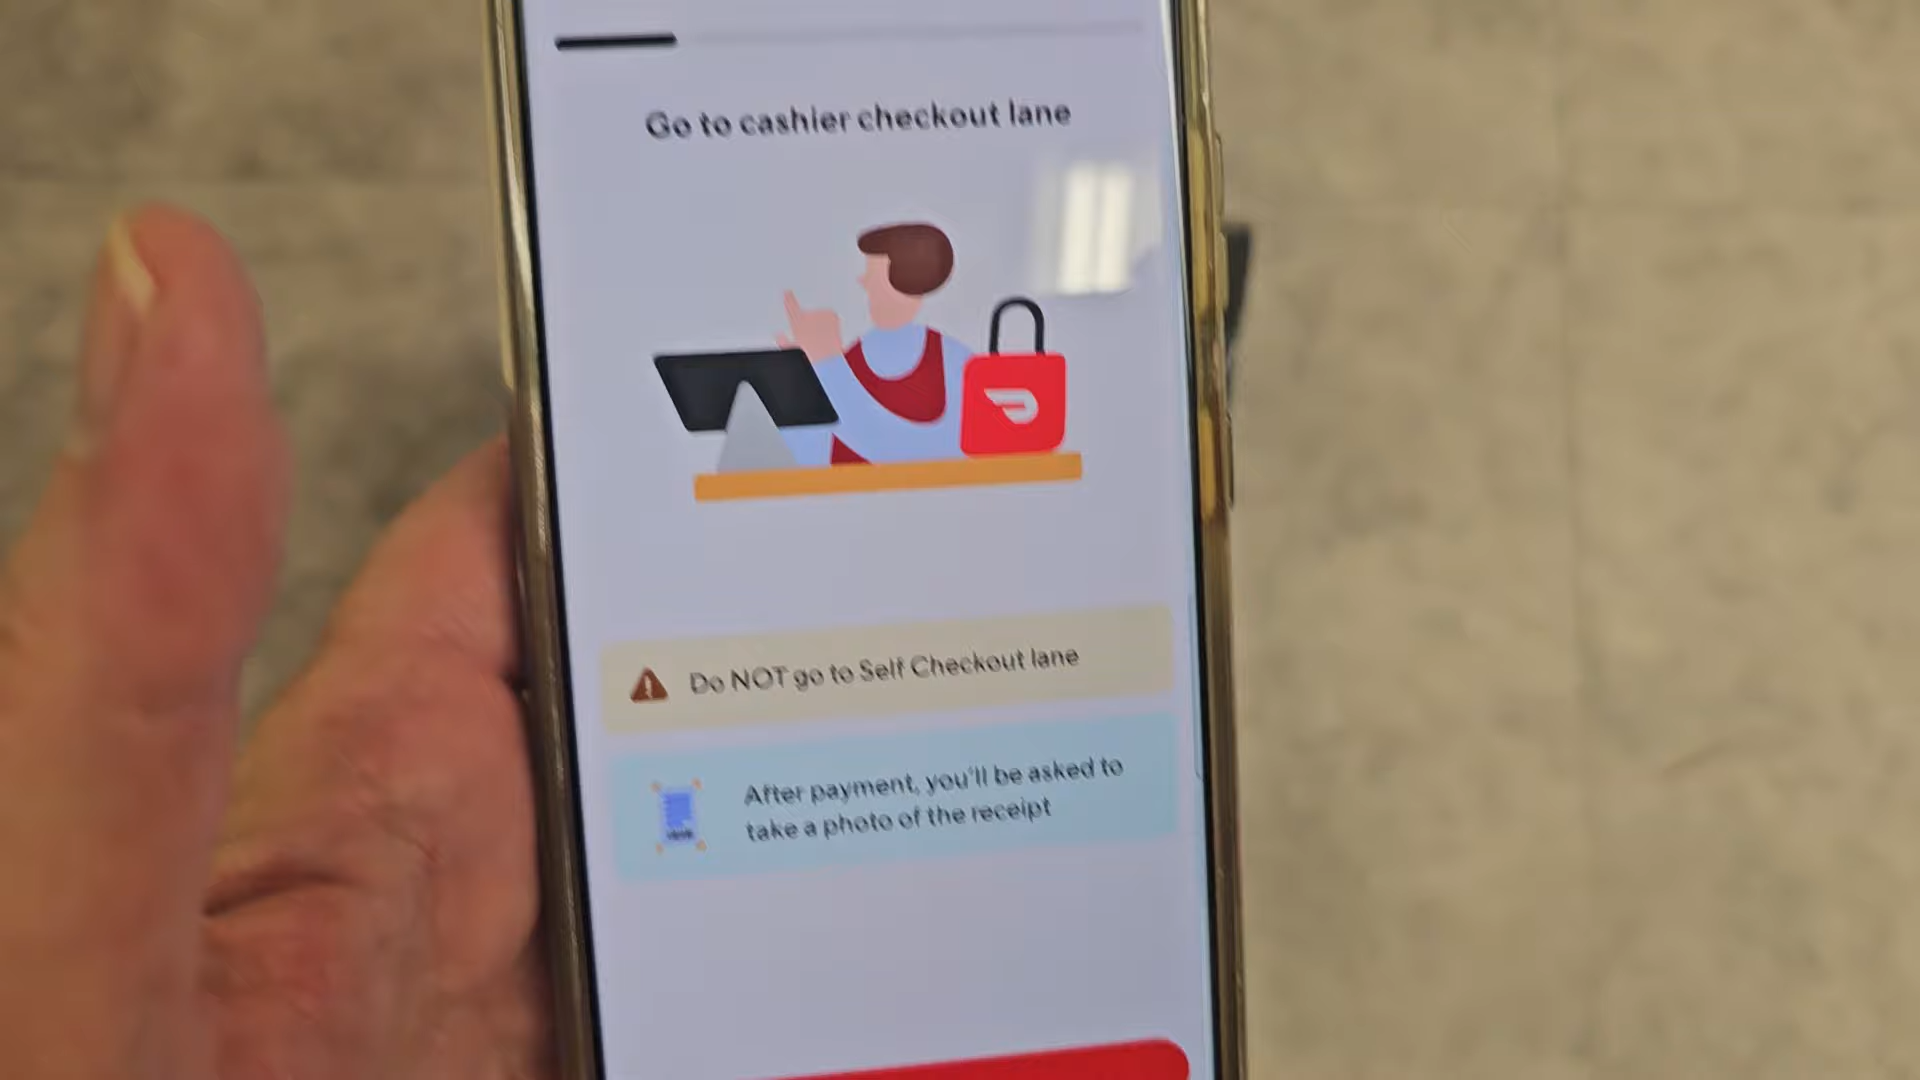 Go to cashier checkout lane
Do NOT go to Self Checkout lane
After payment, you'll be asked to
take a photo of the receipt